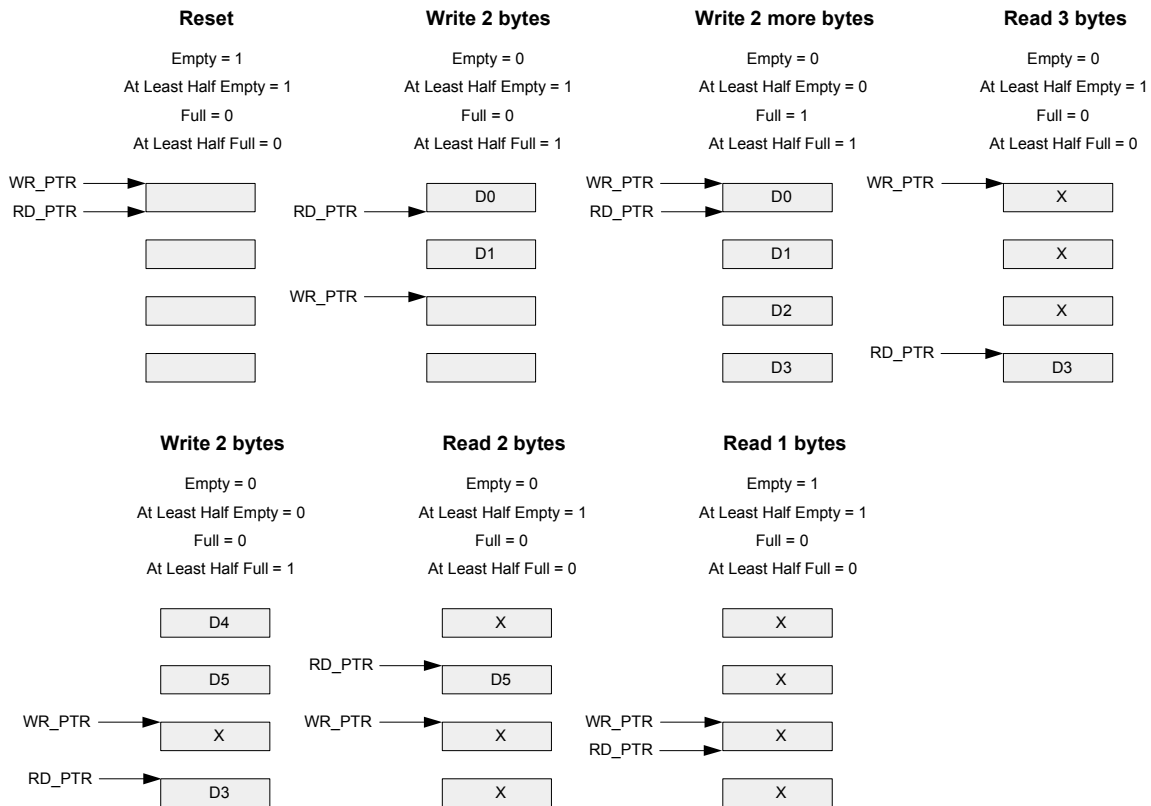 Reset
Empty = 1
At Least Half Empty = 1
Full = 0
At Least Half Full = 0
WR_PTR
RD_PTR
Write 2 bytes
Empty = 0
At Least Half Empty = 1
Full = 0
At Least Half Full = 1
D0
RD_PTR
D1
WR_PTR
Write 2 more bytes
Empty = 0
At Least Half Empty = 0
Full = 1
At Least Half Full = 1
WR_PTR
D0
RD_PTR
D1
D2
D3
Read 3 bytes
Empty = 0
At Least Half Empty = 1
Full = 0
At Least Half Full = 0
WR_PTR
X
X
X
RD_PTR
D3
Write 2 bytes
Empty = 0
At Least Half Empty = 0
Full = 0
At Least Half Full = 1
D4
D5
WR_PTR
X
RD_PTR
D3
Read 2 bytes
Empty = 0
At Least Half Empty = 1
Full = 0
At Least Half Full = 0
X
RD_PTR
D5
WR_PTR
X
X
Read 1 bytes
Empty = 1
At Least Half Empty = 1
Full = 0
At Least Half Full = 0
X
X
WR_PTR
X
RD_PTR
X